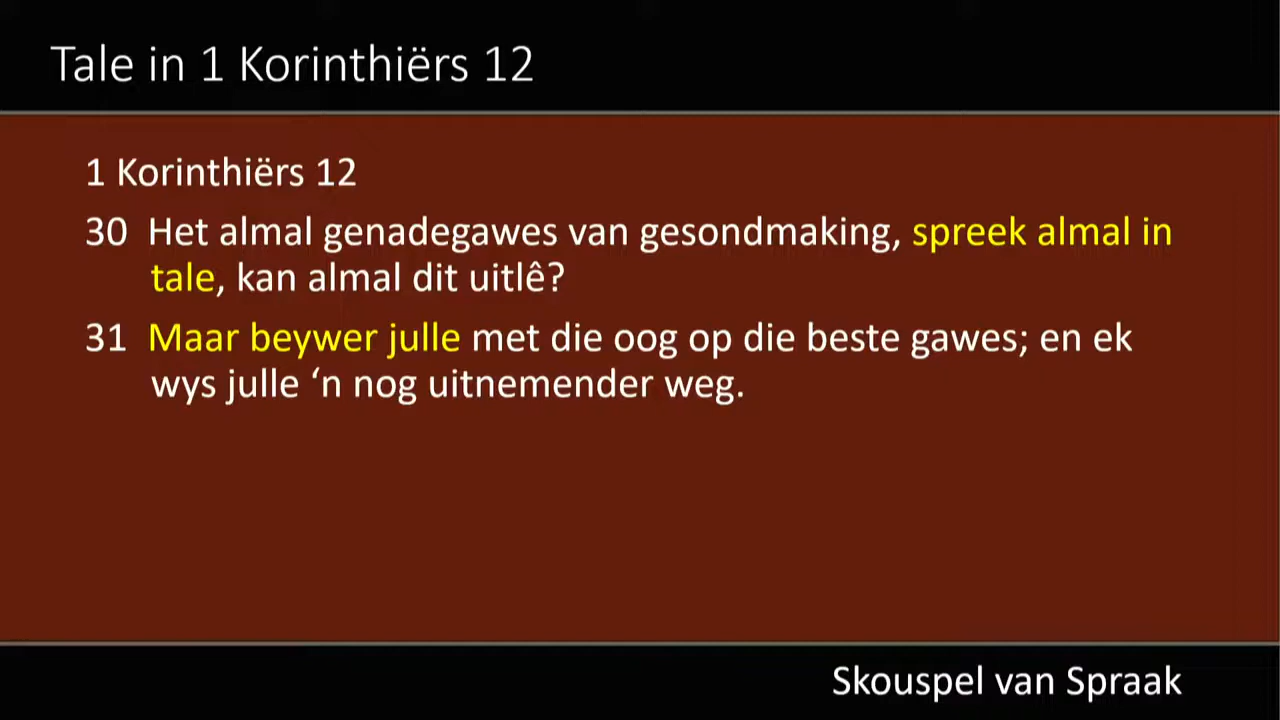 Tale in 1 Korinthiërs 12
1 Korinthiërs 12
30 Het almal genadegawes van gesondmaking, spreek almal in
tale, kan almal dit uitlê?
31 Maar beywer julle met die oog op die beste gawes; en ek
wys julle ‘n nog uitnemender weg.
Skouspel van Spraak